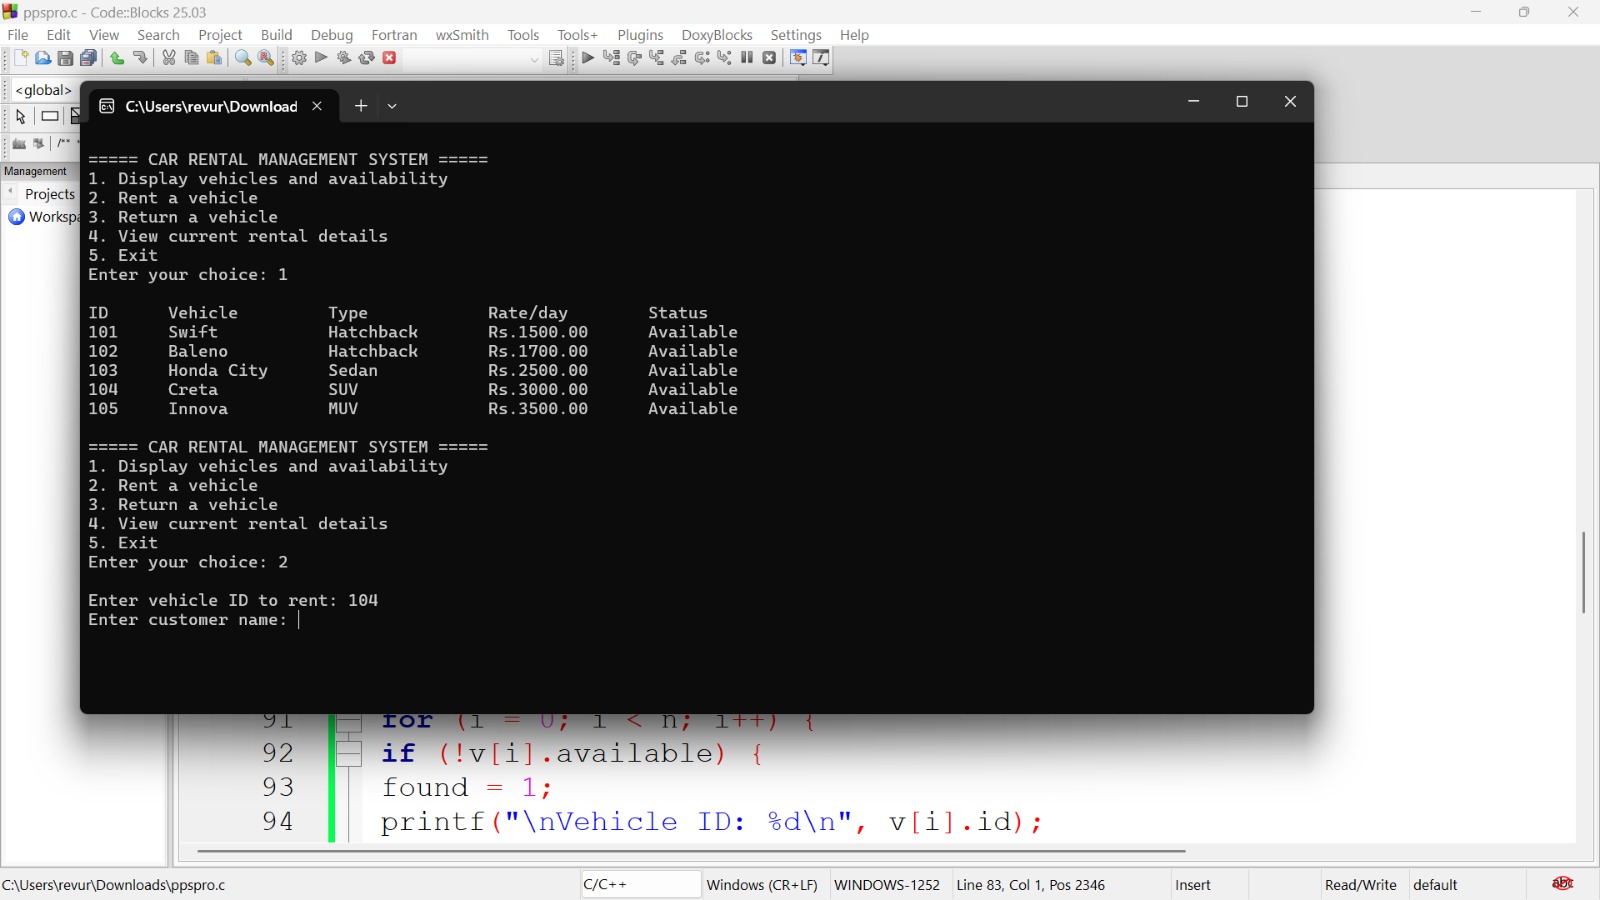 ppspro.c - Code::Blocks 25.03
File Edit View Search Project Build Debug Fortran wxSmith Tools Tools+ Plugins DoxyBlocks Settings Help
<global>
C:\Users\revur\Download
/**
Management
Projects
Workspa
===== CAR RENTAL MANAGEMENT SYSTEM =====
1. Display vehicles and availability
2. Rent a vehicle
3. Return a vehicle
4. View current rental details
5. Exit
Enter your choice: 1
ID Vehicle Type Rate/day Status
101 Swift Hatchback Rs.1500.00 Available
102 Baleno Hatchback Rs.1700.00 Available
103 Honda City Sedan Rs.2500.00 Available
104 Creta SUV Rs.3000.00 Available
105 Innova MUV Rs.3500.00 Available
===== CAR RENTAL MANAGEMENT SYSTEM =====
1. Display vehicles and availability
2. Rent a vehicle
3. Return a vehicle
4. View current rental details
5. Exit
Enter your choice: 2
Enter vehicle ID to rent: 104
Enter customer name:
91 for (i = 0; i < n; i++) {
92 if (!v[i].available) {
93 found = 1;
94 printf("\nVehicle ID: %d\n", v[i].id);
C:\Users\revur\Downloads\ppspro.c C/C++ Windows (CR+LF) WINDOWS-1252 Line 83, Col 1, Pos 2346 Insert Read/Write default abc